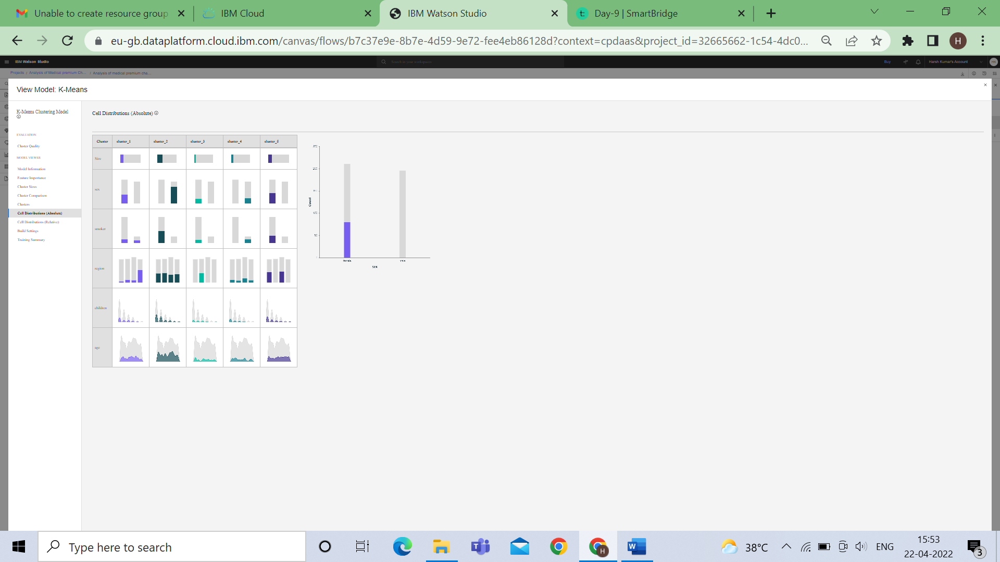 Unable to create resource group
IBM Cloud
IBM Watson Studio
t: Day-9 | SmartBridge
eu-gb.dataplatform.cloud.ibm.com/canvas/flows/b7c37e9e-8b7e-4d59-9e72-fee4eb86128d?context=cpdaas&project_id=32665662-1c54-4dc0...
H
IBM Watson Studio
Search in your workspaces
Buy
Harsh Kumar's Account
HK
Projects / Analysis of Medical premium Ch... / Analysis of medical premium cha...
View Model: K-Means
K-Means Clustering Model
EVALUATION
Cluster Quality
MODEL VIEWER
Model Information
Feature Importance
Cluster Sizes
Cluster Comparison
Clusters
Cell Distributions (Absolute)
Cell Distributions (Relative)
Build Settings
Training Summary
Cell Distributions (Absolute)
Cluster cluster_1 cluster_2 cluster_3 cluster_4 cluster_5
Size
sex
smoker
region
children
age
250
200
150
100
50
Count
female male
sex
Type here to search
38°C
ENG
15:53
22-04-2022
3